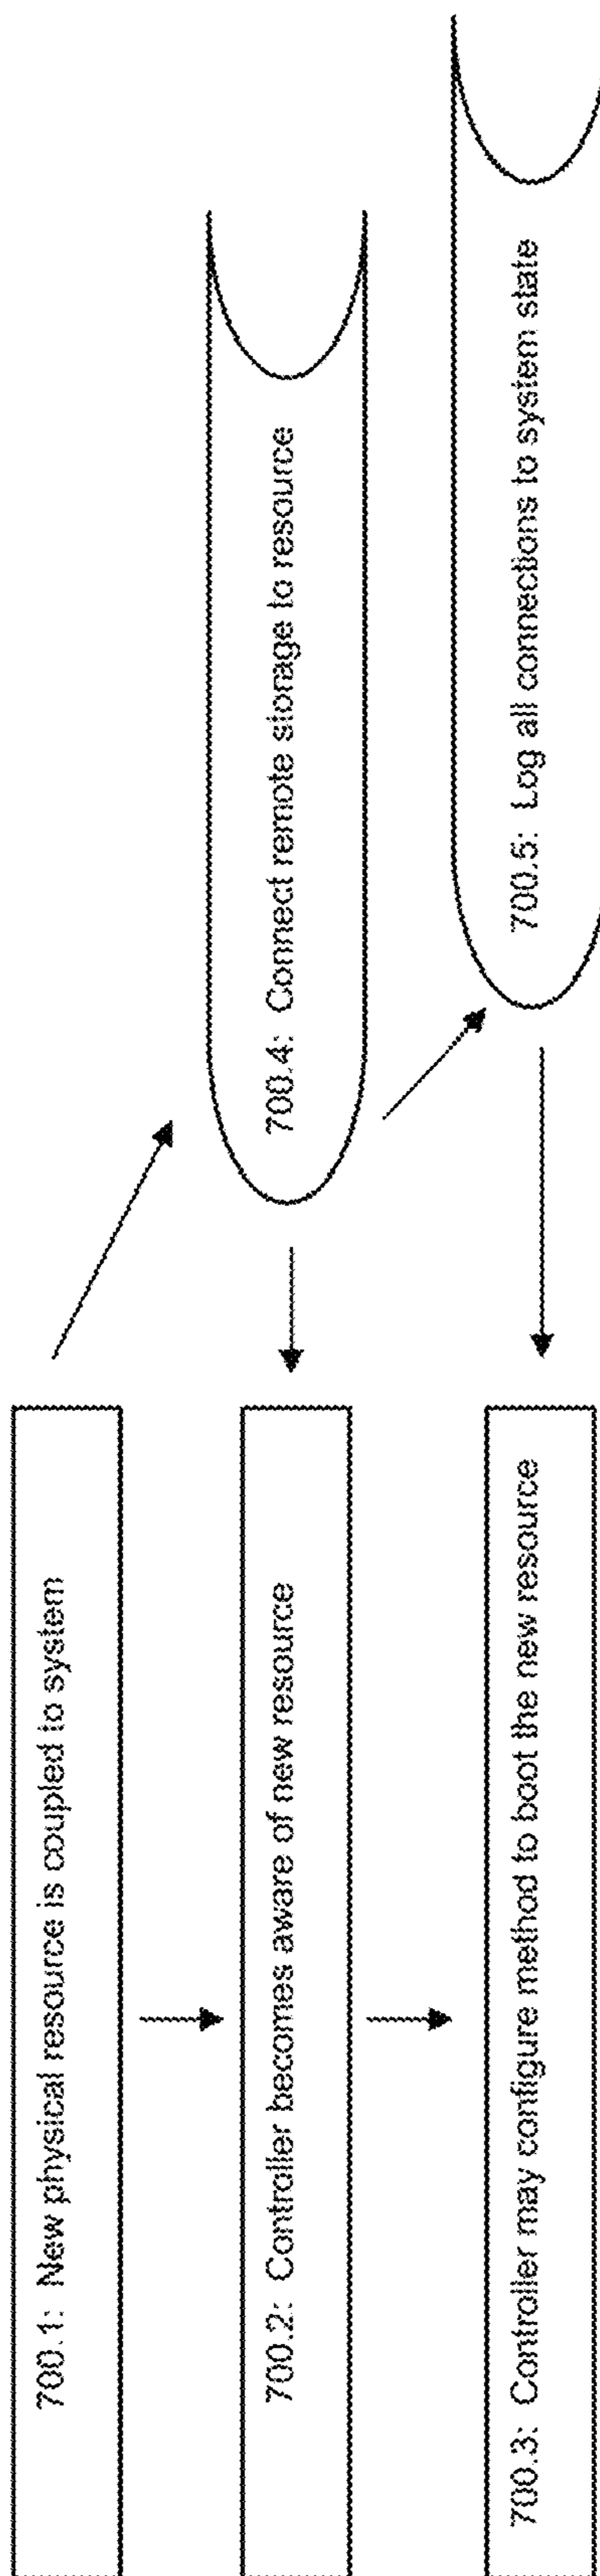 700.1: New physical resource is coupled to system
700.2: Controller becomes aware of new resource
700.3: Controller may configure method to boot the new resource
700.4: Connect remote storage to resource
700.5: Log all connections to system state